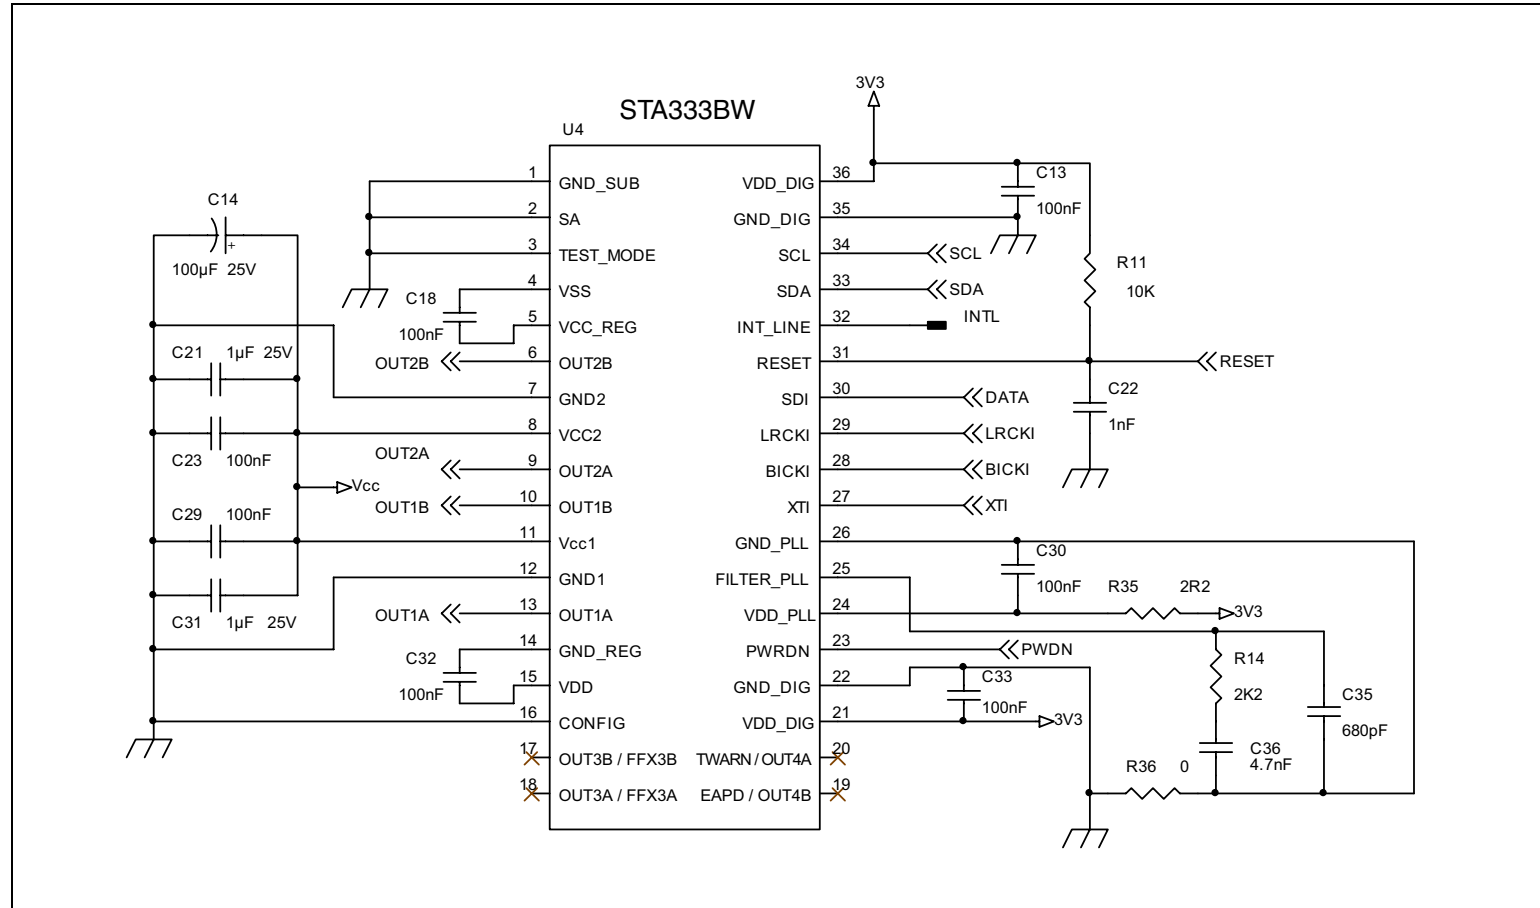 STA333BW
U4
3V3
1
GND_SUB
2
SA
3
TEST_MODE
4
VSS
5
VCC_REG
6
OUT2B
7
GND2
8
VCC2
9
OUT2A
10
OUT1B
11
Vcc1
12
GND1
13
OUT1A
14
GND_REG
15
VDD
16
CONFIG
17
OUT3B / FFX3B
18
OUT3A / FFX3A
VDD_DIG
36
GND_DIG
35
SCL
34
SDA
33
INT_LINE
32
RESET
31
SDI
30
LRCKI
29
BICKI
28
XTI
27
GND_PLL
26
FILTER_PLL
25
VDD_PLL
24
PWRDN
23
GND_DIG
22
VDD_DIG
21
TWARN / OUT4A
20
EAPD / OUT4B
19
C14
+
100µF 25V
C18
100nF
C21
1µF 25V
OUT2B
C23
100nF
OUT2A
Vcc
OUT1B
C29
100nF
C31
1µF 25V
OUT1A
C32
100nF
C13
100nF
SCL
SDA
INTL
R11
10K
RESET
C22
1nF
DATA
LRCKI
BICKI
XTI
C30
100nF
R35
2R2
3V3
PWDN
C33
100nF
3V3
R14
2K2
C35
680pF
C36
4.7nF
R36
0